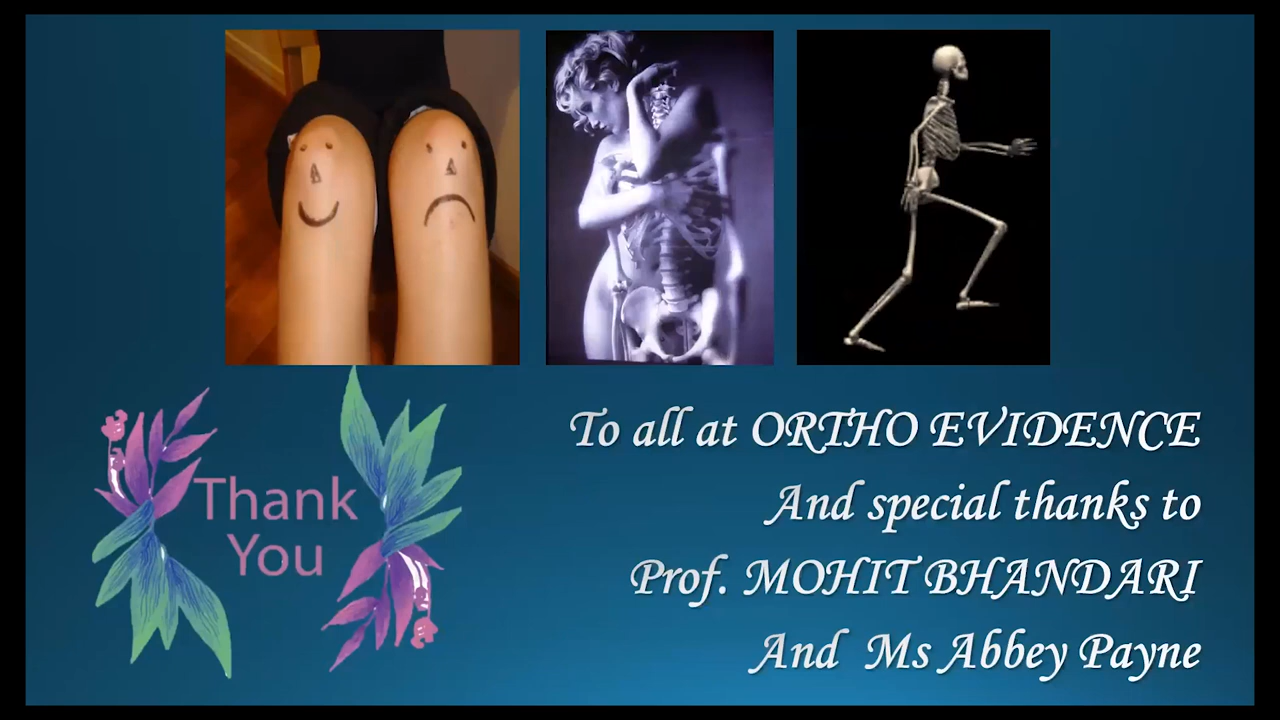 Thank
You
To all at ORTHO EVIDENCE
And special thanks to
Prof. MOHIT BHANDARI
And Ms Abbey Payne